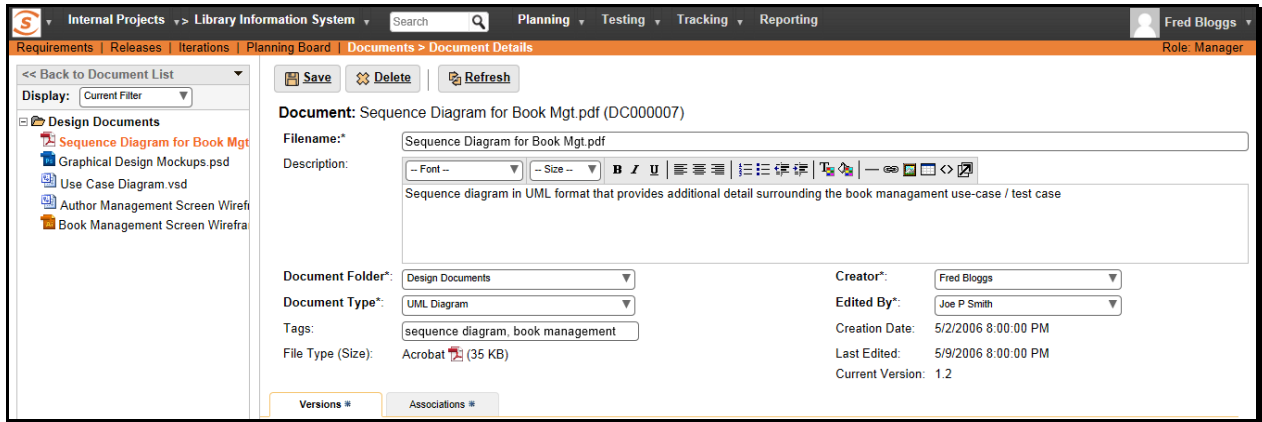 Internal Projects > Library Information System Search Planning Testing Tracking Reporting Fred Bloggs
Requirements | Releases | Iterations | Planning Board | Documents > Document Details Role: Manager
<< Back to Document List
Display: Current Filter
Design Documents
Sequence Diagram for Book Mgt
Graphical Design Mockups.psd
Use Case Diagram.vsd
Author Management Screen Wirefr
Book Management Screen Wirefra
Save Delete | Refresh
Document: Sequence Diagram for Book Mgt.pdf (DC000007)
Filename:* Sequence Diagram for Book Mgt.pdf
Description: -- Font -- -- Size -- B I U
Sequence diagram in UML format that provides additional detail surrounding the book managament use-case / test case
Document Folder*: Design Documents Creator*: Fred Bloggs
Document Type*: UML Diagram Edited By*: Joe P Smith
Tags: sequence diagram, book management Creation Date: 5/2/2006 8:00:00 PM
File Type (Size): Acrobat (35 KB) Last Edited: 5/9/2006 8:00:00 PM
Current Version: 1.2
Versions * Associations *